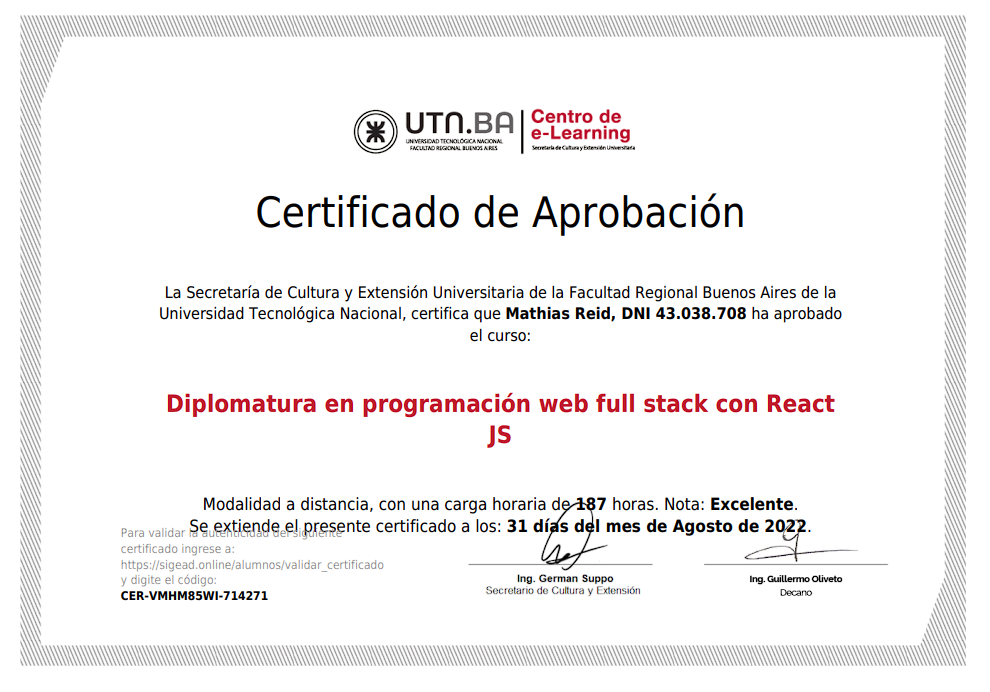 UTN.BA
UNIVERSIDAD TECNOLÓGICA NACIONAL
FACULTAD REGIONAL BUENOS AIRES
Centro de
e-Learning
Secretaría de Cultura y Extensión Universitaria
Certificado de Aprobación
La Secretaría de Cultura y Extensión Universitaria de la Facultad Regional Buenos Aires de la
Universidad Tecnológica Nacional, certifica que Mathias Reid, DNI 43.038.708 ha aprobado
el curso:
Diplomatura en programación web full stack con React
JS
Modalidad a distancia, con una carga horaria de 187 horas. Nota: Excelente.
Se extiende el presente certificado a los: 31 días del mes de Agosto de 2022.
Para validar la autenticidad del siguiente
certificado ingrese a:
https://sigead.online/alumnos/validar_certificado
y digite el código:
CER-VMHM85WI-714271
Ing. German Suppo
Secretario de Cultura y Extensión
Ing. Guillermo Oliveto
Decano